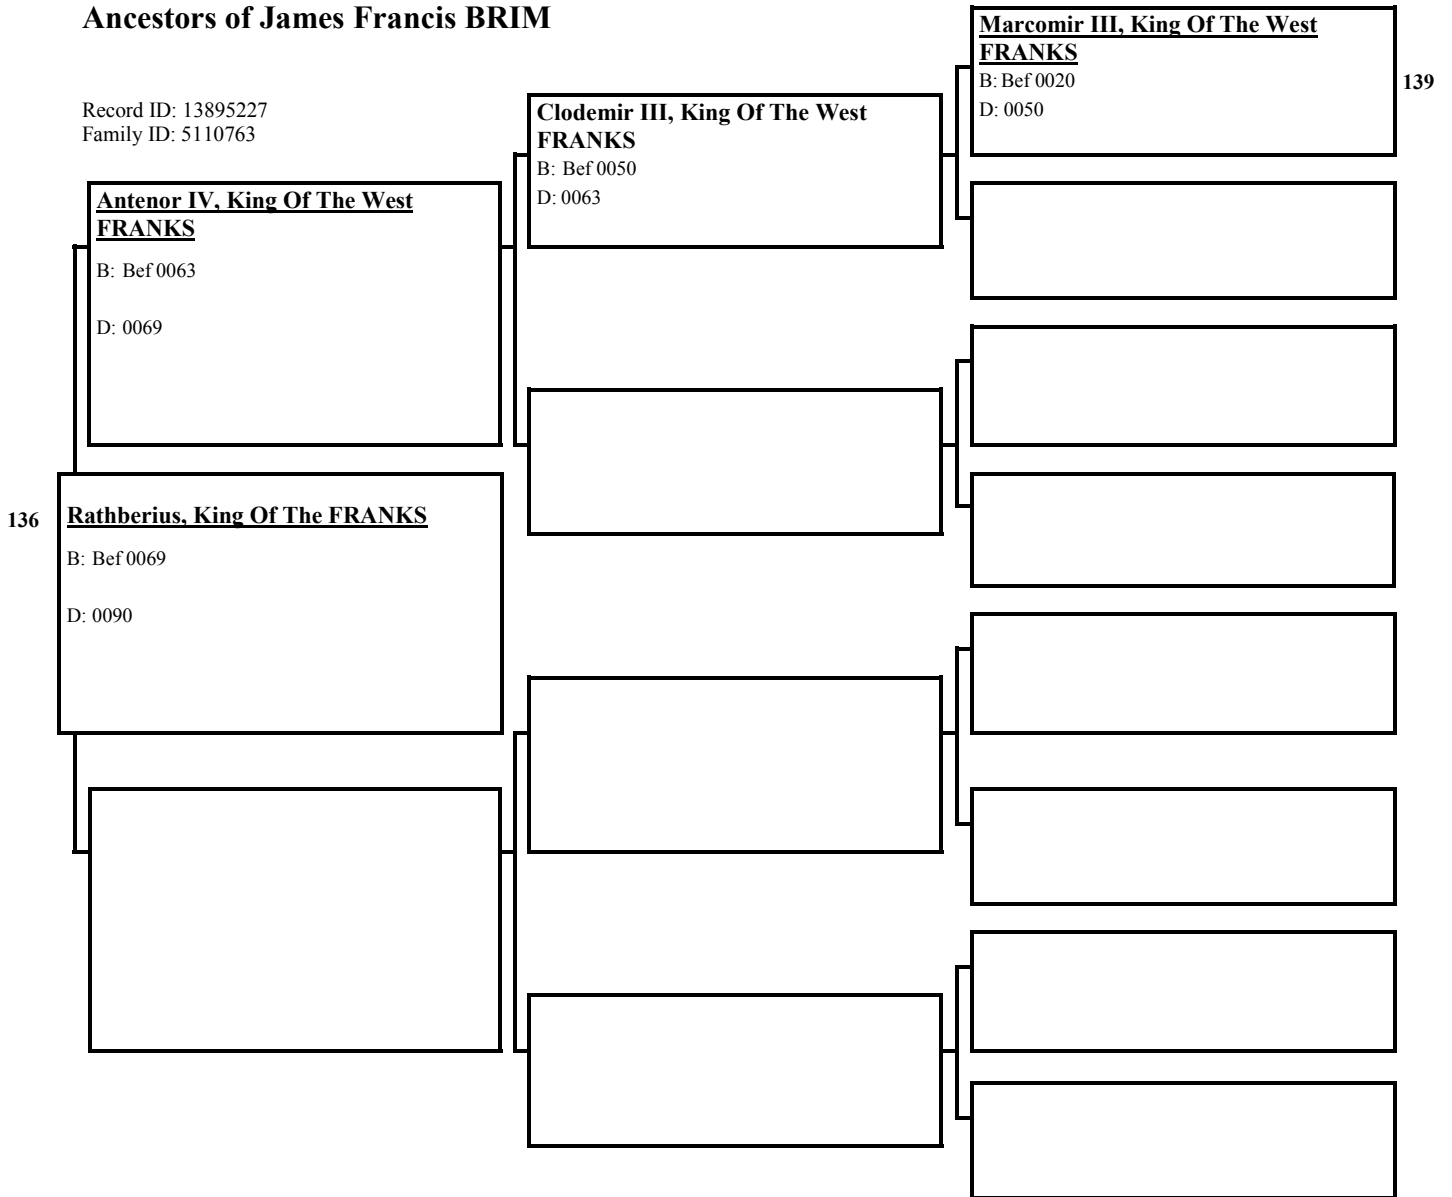 Ancestors of James Francis BRIM
Record ID: 13895227
Family ID: 5110763
Marcomir III, King Of The West
FRANKS
B: Bef 0020
D: 0050
139
Clodemir III, King Of The West
FRANKS
B: Bef 0050
D: 0063
Antenor IV, King Of The West
FRANKS
B: Bef 0063
D: 0069
136
Rathberius, King Of The FRANKS
B: Bef 0069
D: 0090